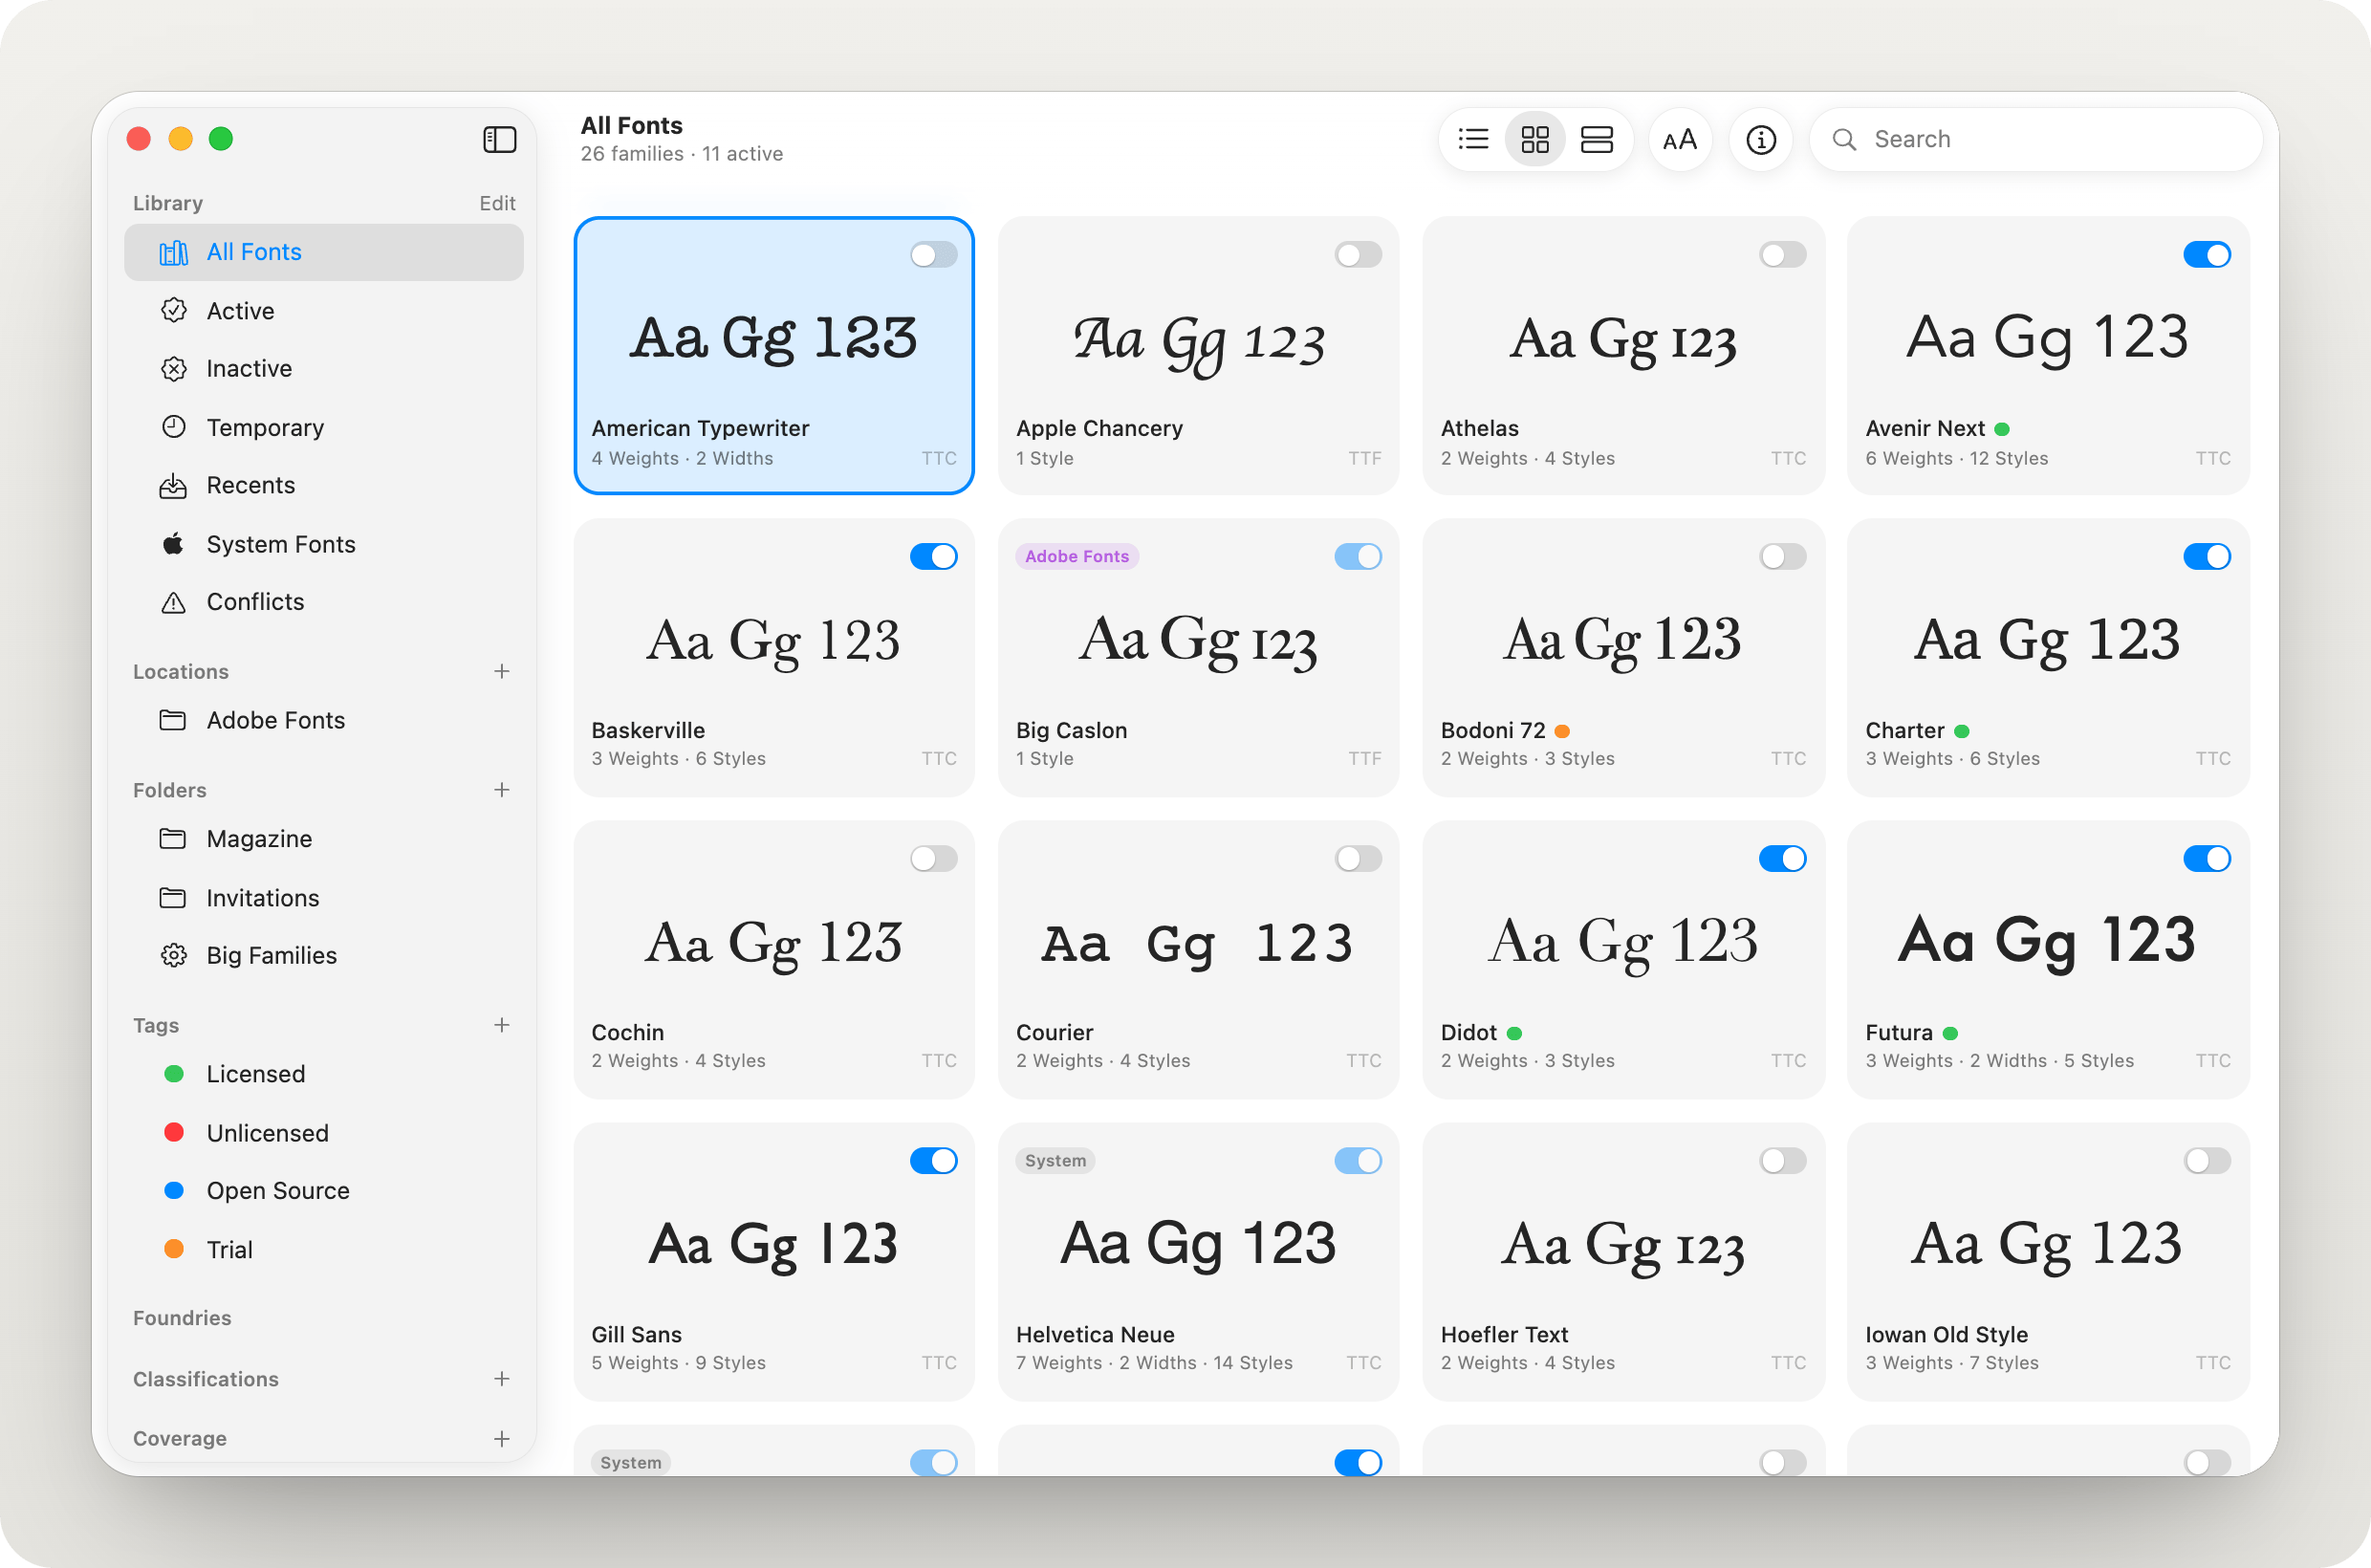 Library
Edit
All Fonts
Active
Inactive
Temporary
Recents
System Fonts
Conflicts
Locations
Adobe Fonts
Folders
Magazine
Invitations
Big Families
Tags
Licensed
Unlicensed
Open Source
Trial
Foundries
Classifications
Coverage
All Fonts
26 families · 11 active
AA
Search
Aa Gg 123
American Typewriter
4 Weights · 2 Widths
TTC
Aa Gg 123
Apple Chancery
1 Style
TTF
Aa Gg 123
Athelas
2 Weights · 4 Styles
TTC
Aa Gg 123
Avenir Next
6 Weights · 12 Styles
TTC
Aa Gg 123
Baskerville
3 Weights · 6 Styles
TTC
Adobe Fonts
Aa Gg 123
Big Caslon
1 Style
TTF
Aa Gg 123
Bodoni 72
2 Weights · 3 Styles
TTC
Aa Gg 123
Charter
3 Weights · 6 Styles
TTC
Aa Gg 123
Cochin
2 Weights · 4 Styles
TTC
Aa Gg 123
Courier
2 Weights · 4 Styles
TTC
Aa Gg 123
Didot
2 Weights · 3 Styles
TTC
Aa Gg 123
Futura
3 Weights · 2 Widths · 5 Styles
TTC
Aa Gg 123
Gill Sans
5 Weights · 9 Styles
TTC
System
Aa Gg 123
Helvetica Neue
7 Weights · 2 Widths · 14 Styles
TTC
Aa Gg 123
Hoefler Text
2 Weights · 4 Styles
TTC
Aa Gg 123
Iowan Old Style
3 Weights · 7 Styles
TTC
System